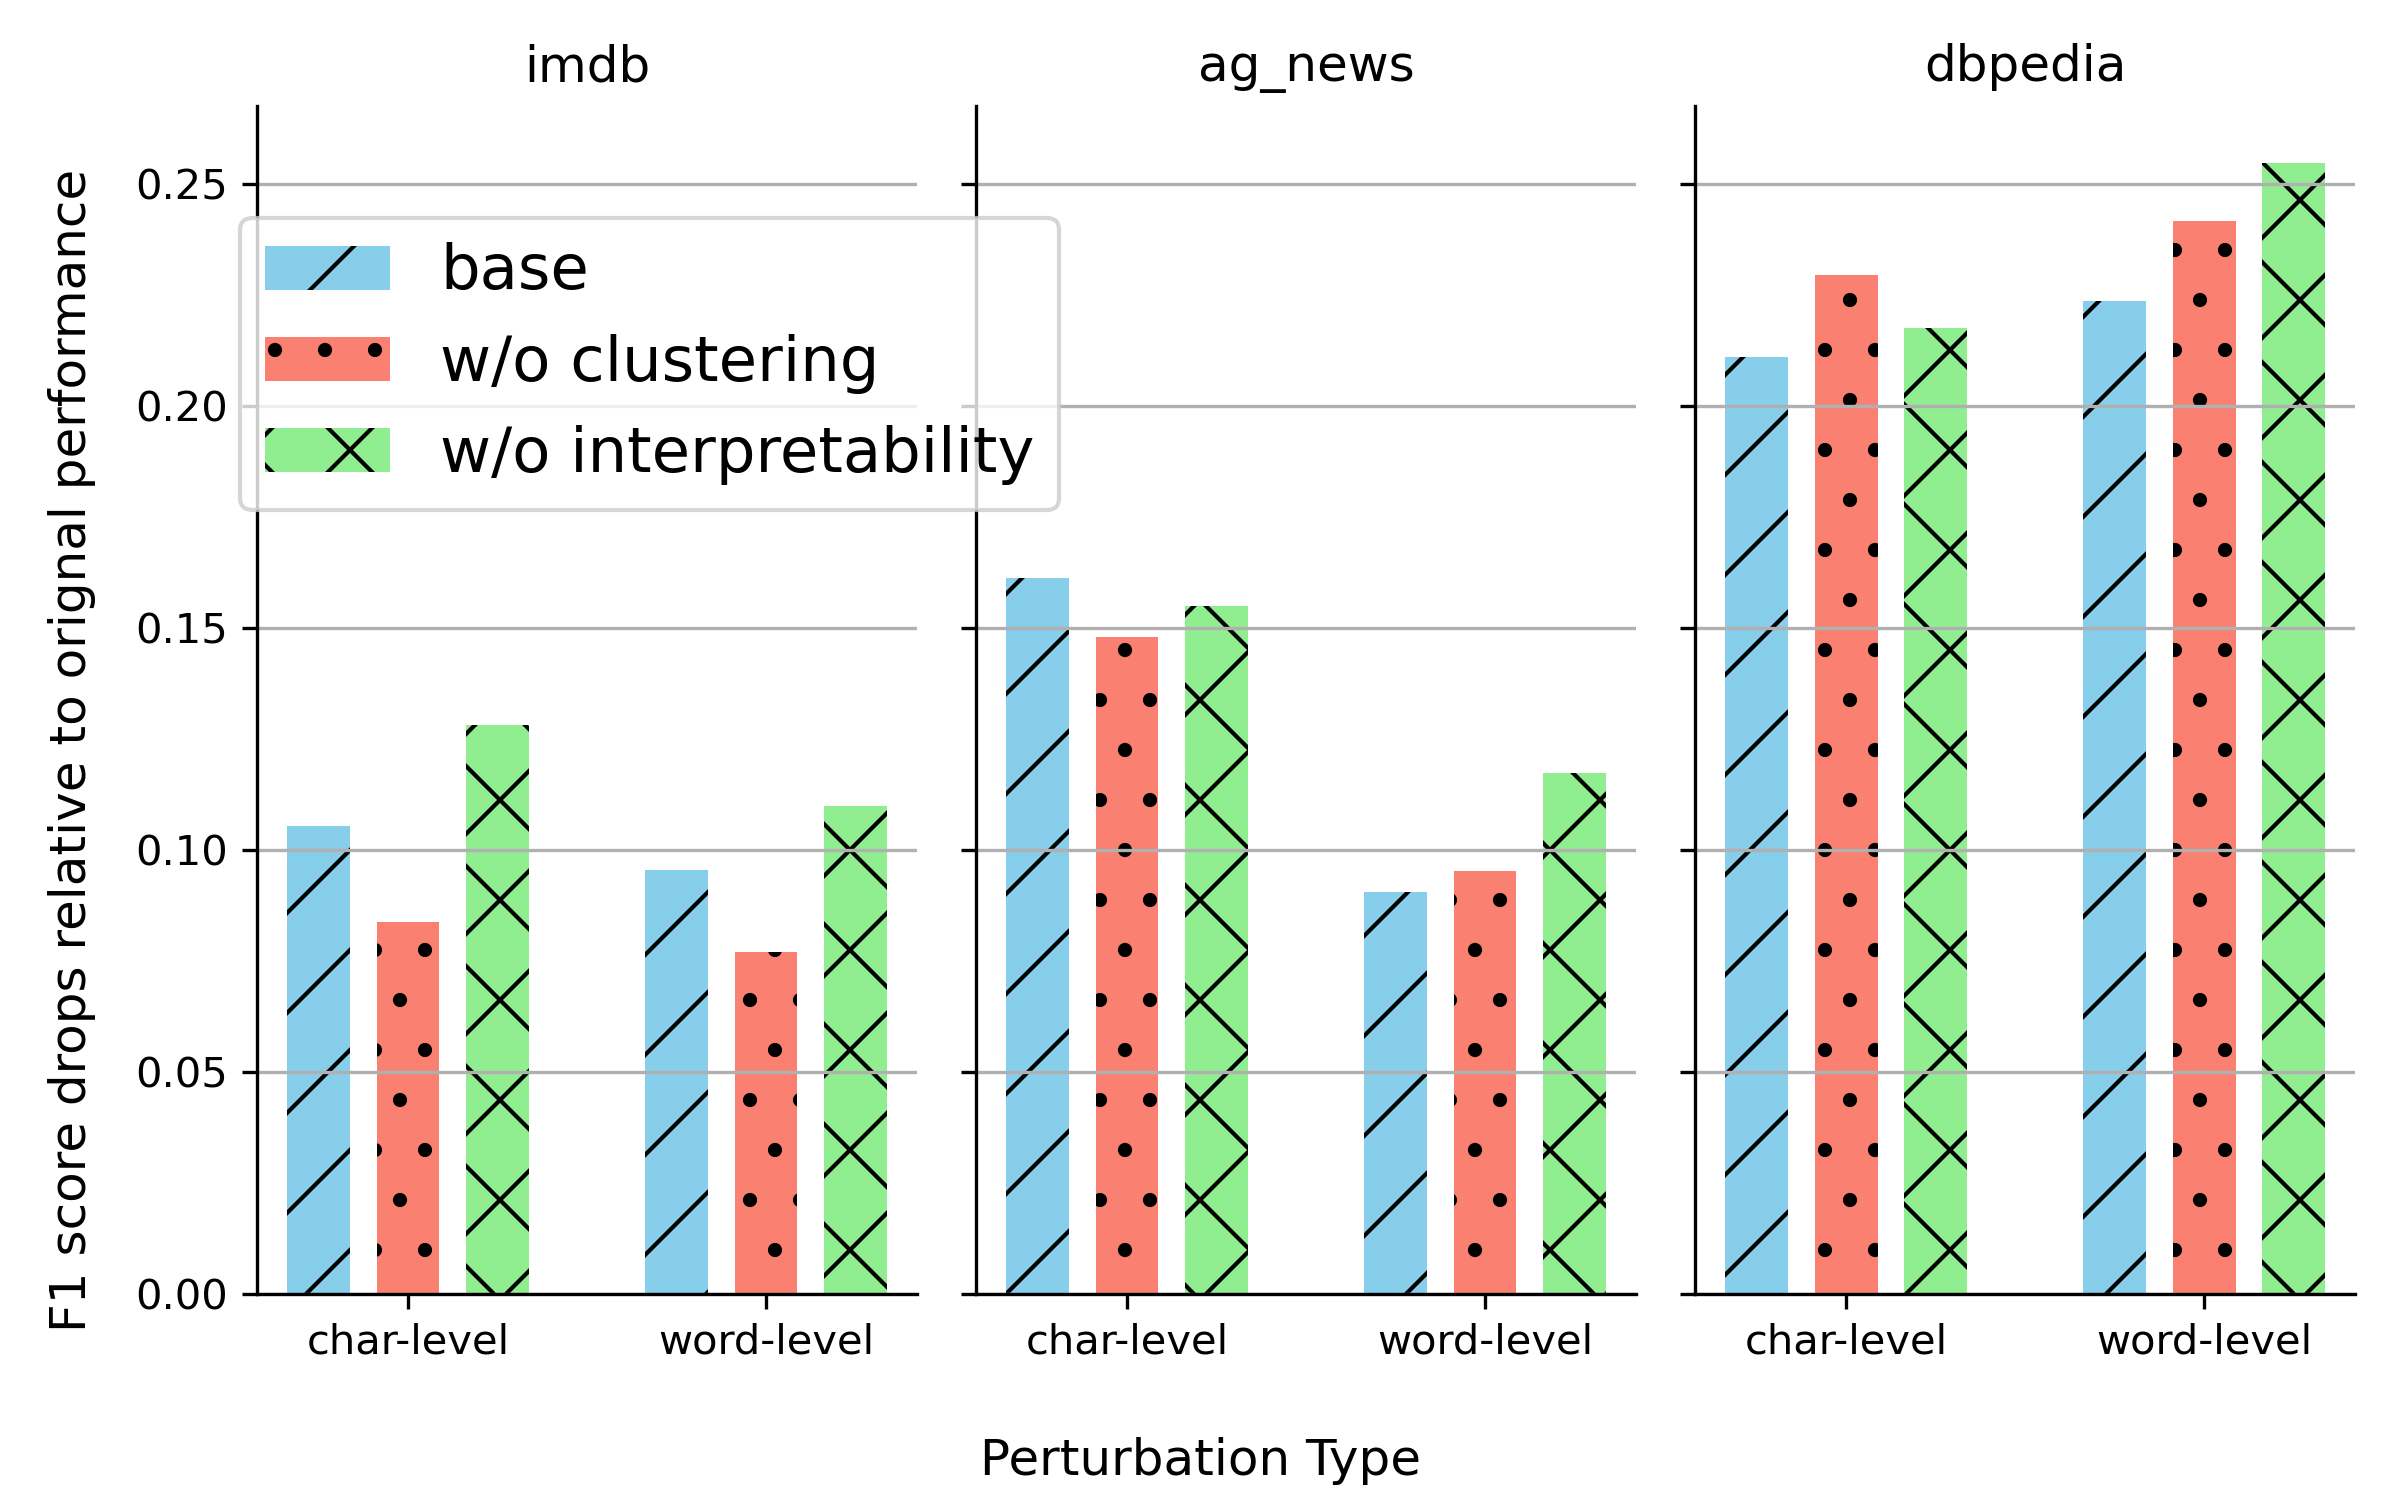 imdb
ag_news
dbpedia
F1 score drops relative to orignal performance
0.25
0.20
0.15
0.10
0.05
0.00
base
w/o clustering
w/o interpretability
char-level
word-level
char-level
word-level
char-level
word-level
Perturbation Type